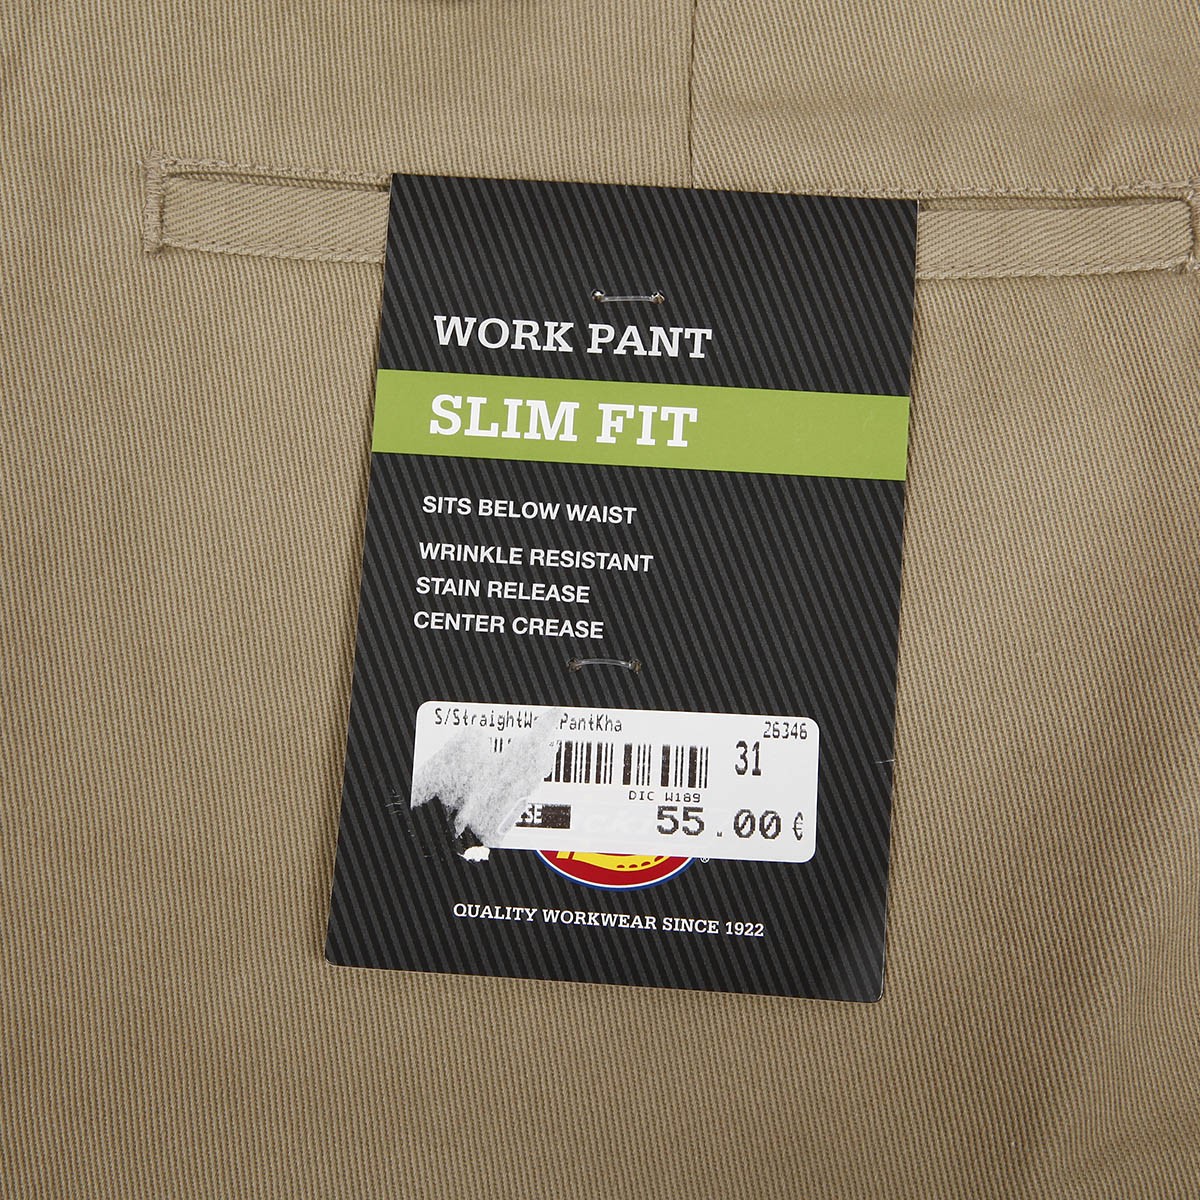 WORK PANT
SLIM FIT
SITS BELOW WAIST
WRINKLE RESISTANT
STAIN RELEASE
CENTER CREASE
26346
31
DIC W189
55.00 €
®
QUALITY WORKWEAR SINCE 1922